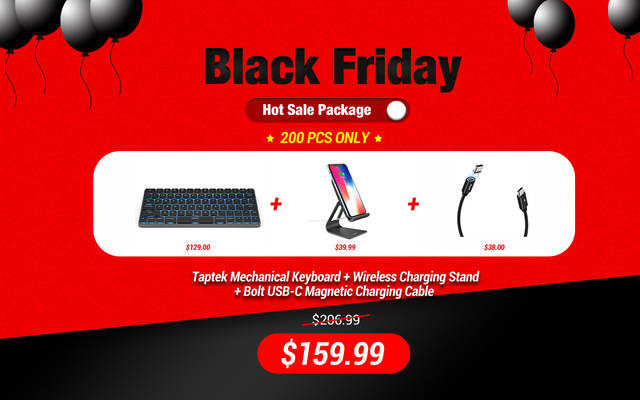 Black Friday
Hot Sale Package
200 PCS ONLY
$129.00
$39.99
$38.00
Taptek Mechanical Keyboard + Wireless Charging Stand
+ Bolt USB-C Magnetic Charging Cable
$206.99
$159.99